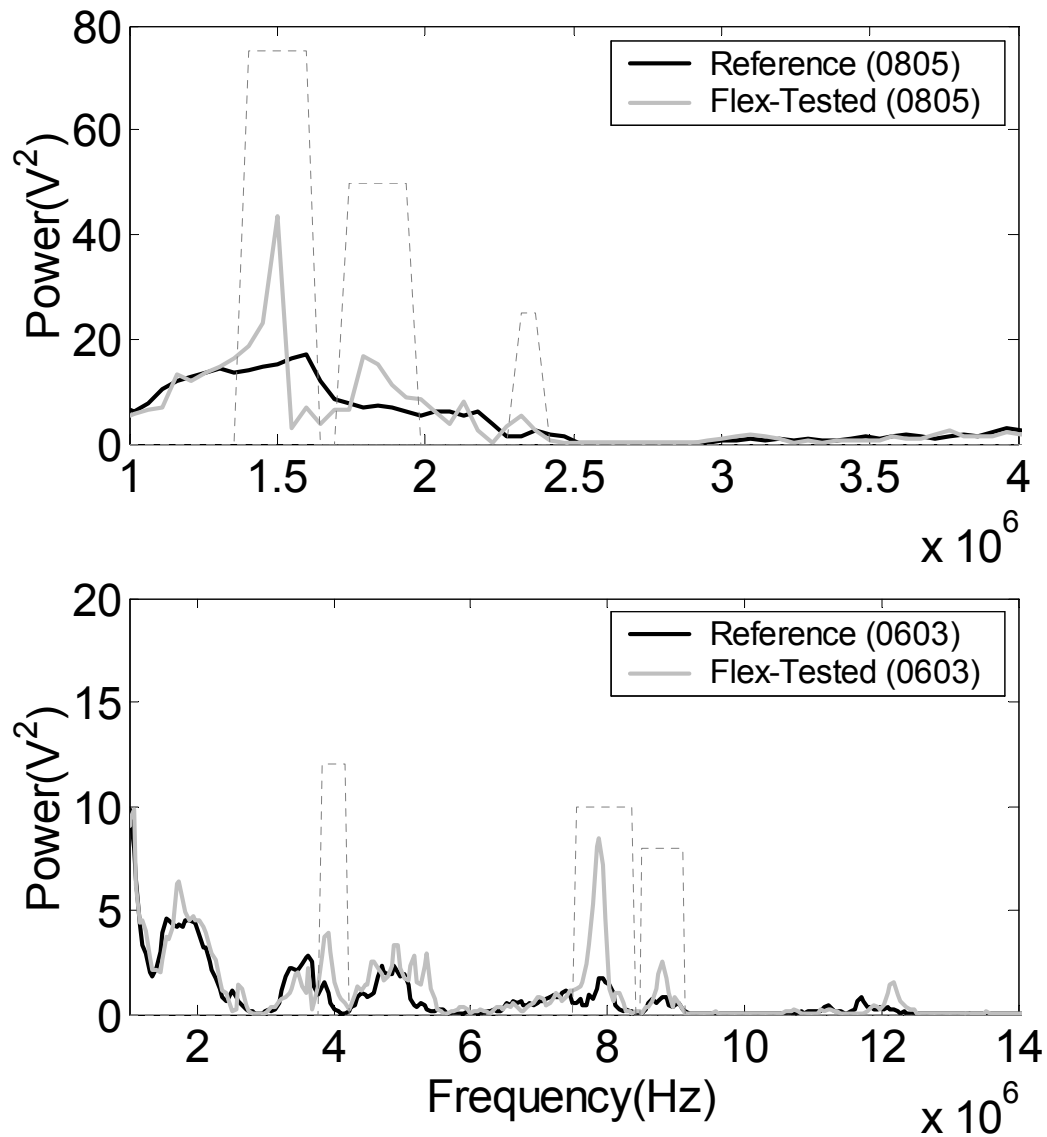 80
60
40
20
0
Power(V²)
Reference (0805)
Flex-Tested (0805)
1 1.5 2 2.5 3 3.5 4
x 10⁶
20
15
10
5
0
Power(V²)
Reference (0603)
Flex-Tested (0603)
2 4 6 8 10 12 14
Frequency(Hz)
x 10⁶